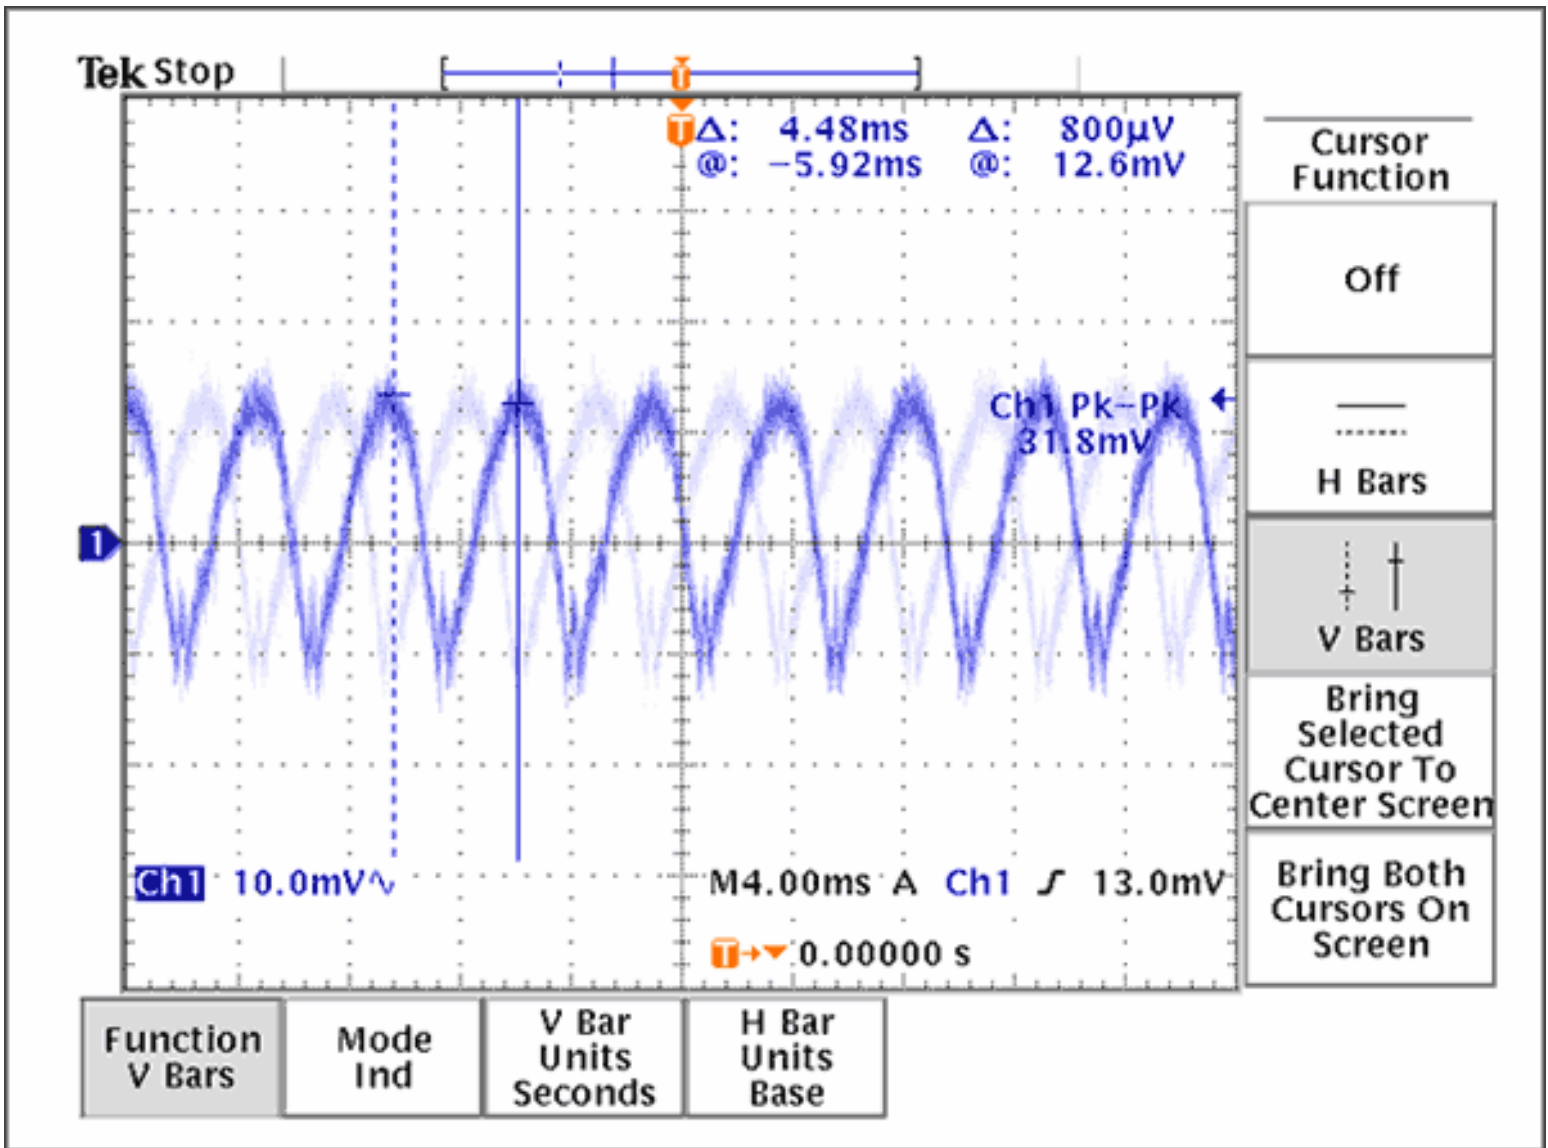 Tek Stop
T
T
Δ: 4.48ms Δ: 800µV
@: −5.92ms @: 12.6mV
Ch1 Pk−Pk
31.8mV
1
Ch1 10.0mV∿ M4.00ms A Ch1 ƒ 13.0mV
T→▼ 0.00000 s
Cursor
Function
Off
H Bars
V Bars
Bring
Selected
Cursor To
Center Screen
Bring Both
Cursors On
Screen
Function
V Bars
Mode
Ind
V Bar
Units
Seconds
H Bar
Units
Base